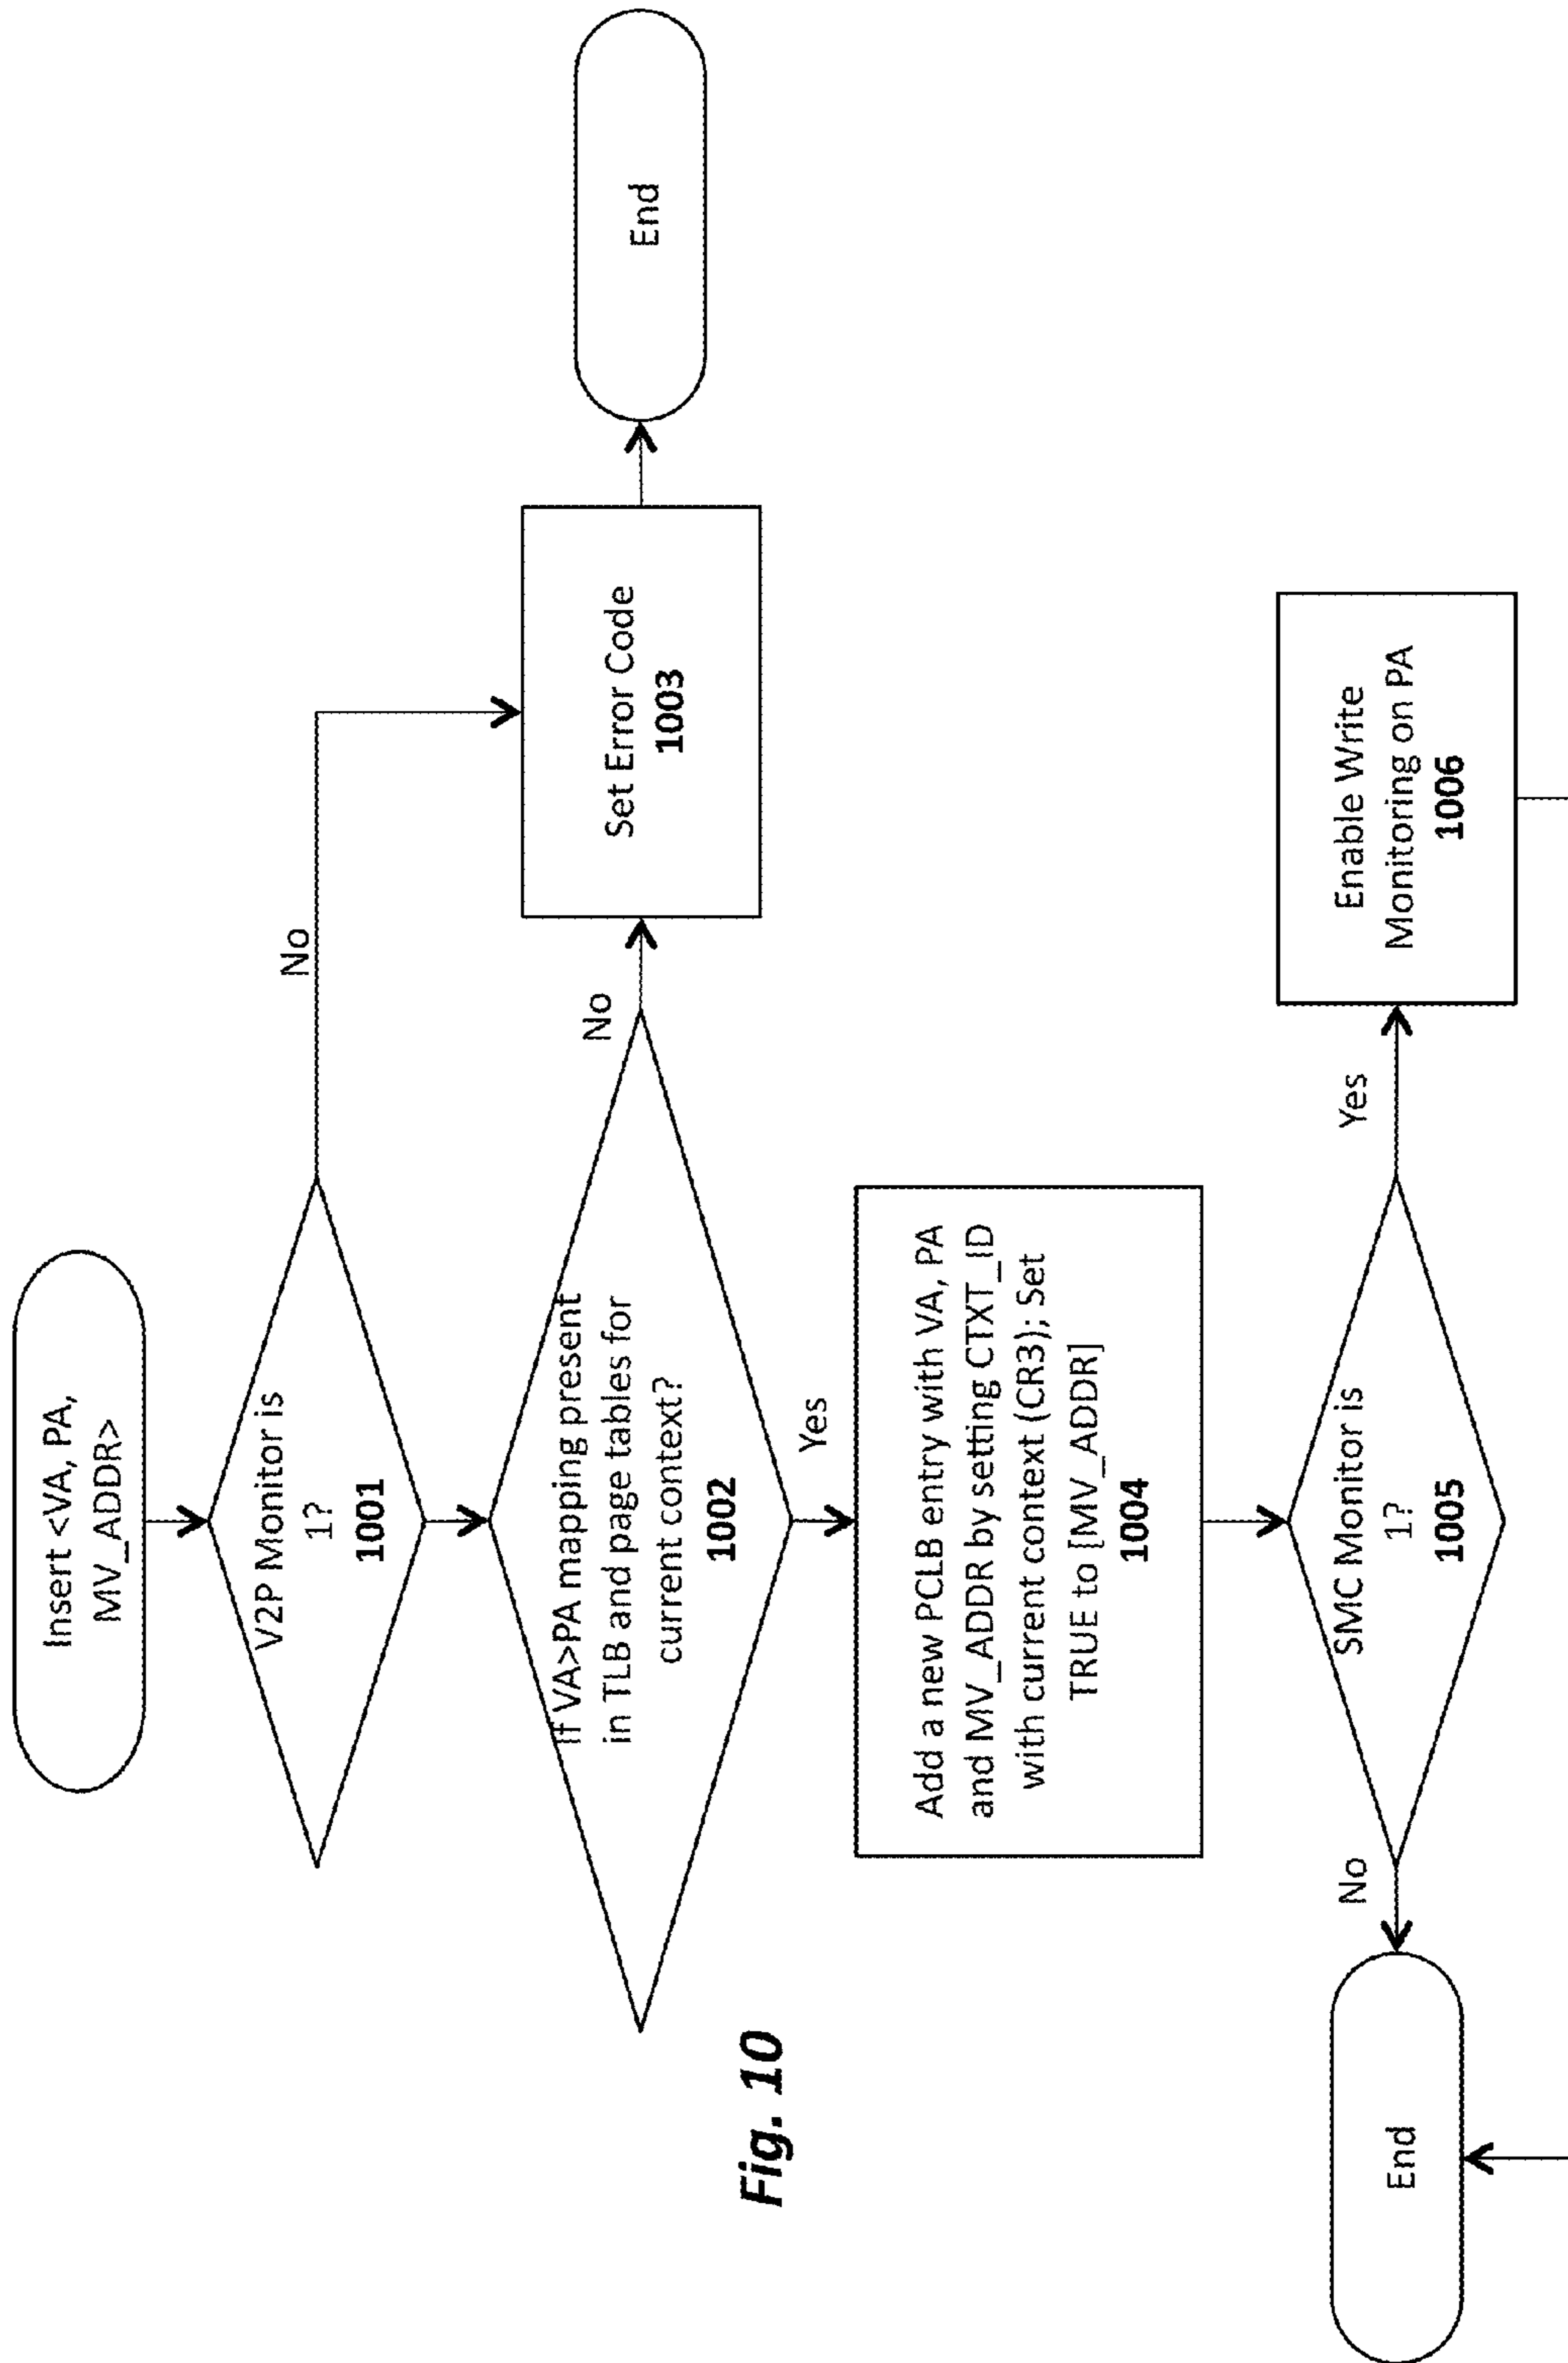 Insert <VA, PA,
MV_ADDR>
V2P Monitor is
1?
1001
No
If VA>PA mapping present
in TLB and page tables for
current context?
1002
No
Set Error Code
1003
End
Yes
Add a new PCLB entry with VA, PA
and MV_ADDR by setting CTXT_ID
with current context (CR3); Set
TRUE to [MV_ADDR]
1004
SMC Monitor is
1?
1005
Yes
Enable Write
Monitoring on PA
1006
No
End
Fig. 10